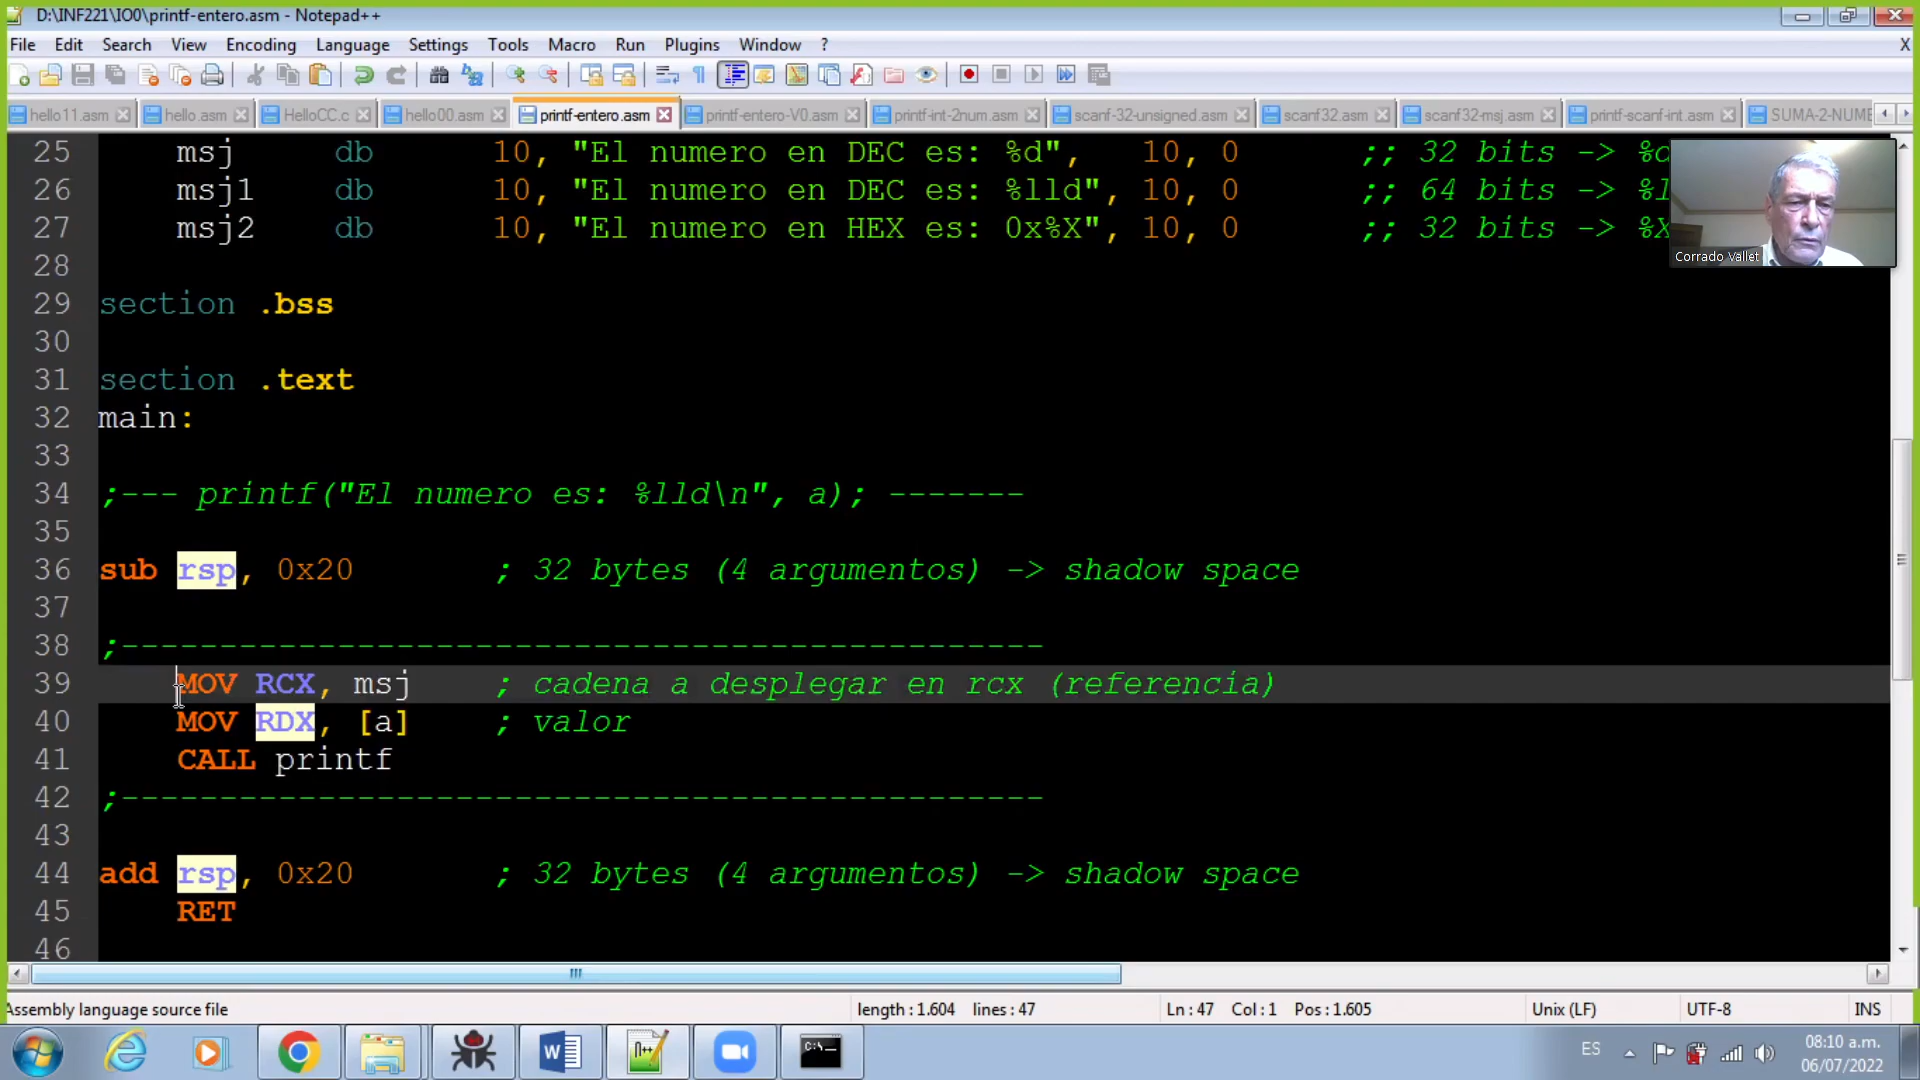 D:\INF221\IO0\printf-entero.asm - Notepad++
File Edit Search View Encoding Language Settings Tools Macro Run Plugins Window ? X
hello11.asm hello.asm HelloCC.c hello00.asm printf-entero.asm printf-entero-V0.asm printf-int-2num.asm scanf-32-unsigned.asm scanf32.asm scanf32-msj.asm printf-scanf-int.asm SUMA-2-NUME
25 msj db 10, "El numero en DEC es: %d", 10, 0 ;; 32 bits -> %d
26 msj1 db 10, "El numero en DEC es: %lld", 10, 0 ;; 64 bits -> %l
27 msj2 db 10, "El numero en HEX es: 0x%X", 10, 0 ;; 32 bits -> %X
Corrado Vallet
28
29 section .bss
30
31 section .text
32 main:
33
34 ;--- printf("El numero es: %lld\n", a); -------
35
36 sub rsp, 0x20 ; 32 bytes (4 argumentos) -> shadow space
37
38 ;-----------------------------------------------
39 MOV RCX, msj ; cadena a desplegar en rcx (referencia)
40 MOV RDX, [a] ; valor
41 CALL printf
42 ;-----------------------------------------------
43
44 add rsp, 0x20 ; 32 bytes (4 argumentos) -> shadow space
45 RET
46
Assembly language source file length : 1.604 lines : 47 Ln : 47 Col : 1 Pos : 1.605 Unix (LF) UTF-8 INS
ES 08:10 a.m.
06/07/2022